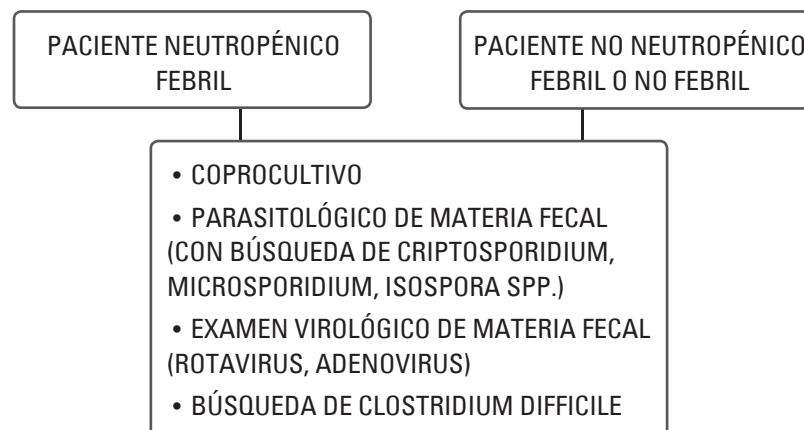 PACIENTE NEUTROPÉNICO
FEBRIL
PACIENTE NO NEUTROPÉNICO
FEBRIL O NO FEBRIL
• COPROCULTIVO
• PARASITOLÓGICO DE MATERIA FECAL
(CON BÚSQUEDA DE CRIPTOSPORIDIUM,
MICROSPORIDIUM, ISOSPORA SPP.)
• EXAMEN VIROLÓGICO DE MATERIA FECAL
(ROTAVIRUS, ADENOVIRUS)
• BÚSQUEDA DE CLOSTRIDIUM DIFFICILE